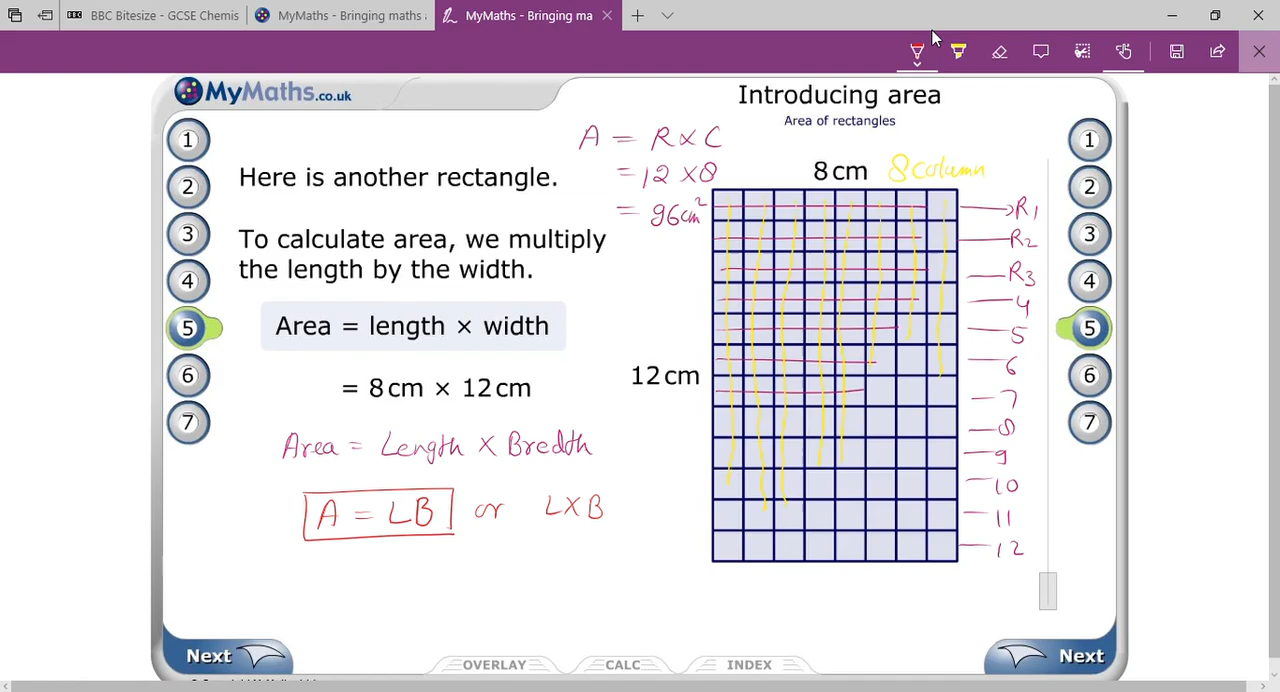 BBC Bitesize - GCSE Chemis
MyMaths - Bringing maths
MyMaths - Bringing ma
MyMaths.co.uk
Introducing area
Area of rectangles
1
2
3
4
5
6
7
Here is another rectangle.
To calculate area, we multiply
the length by the width.
Area = length × width
= 8 cm × 12 cm
Area = Length × Bredth
A = LB or L×B
A = R×C
= 12 ×8
= 96cm²
8 cm 8 column
12 cm
R1
R2
R3
4
5
6
7
8
9
10
11
12
1
2
3
4
5
6
7
Next
OVERLAY
CALC
INDEX
Next